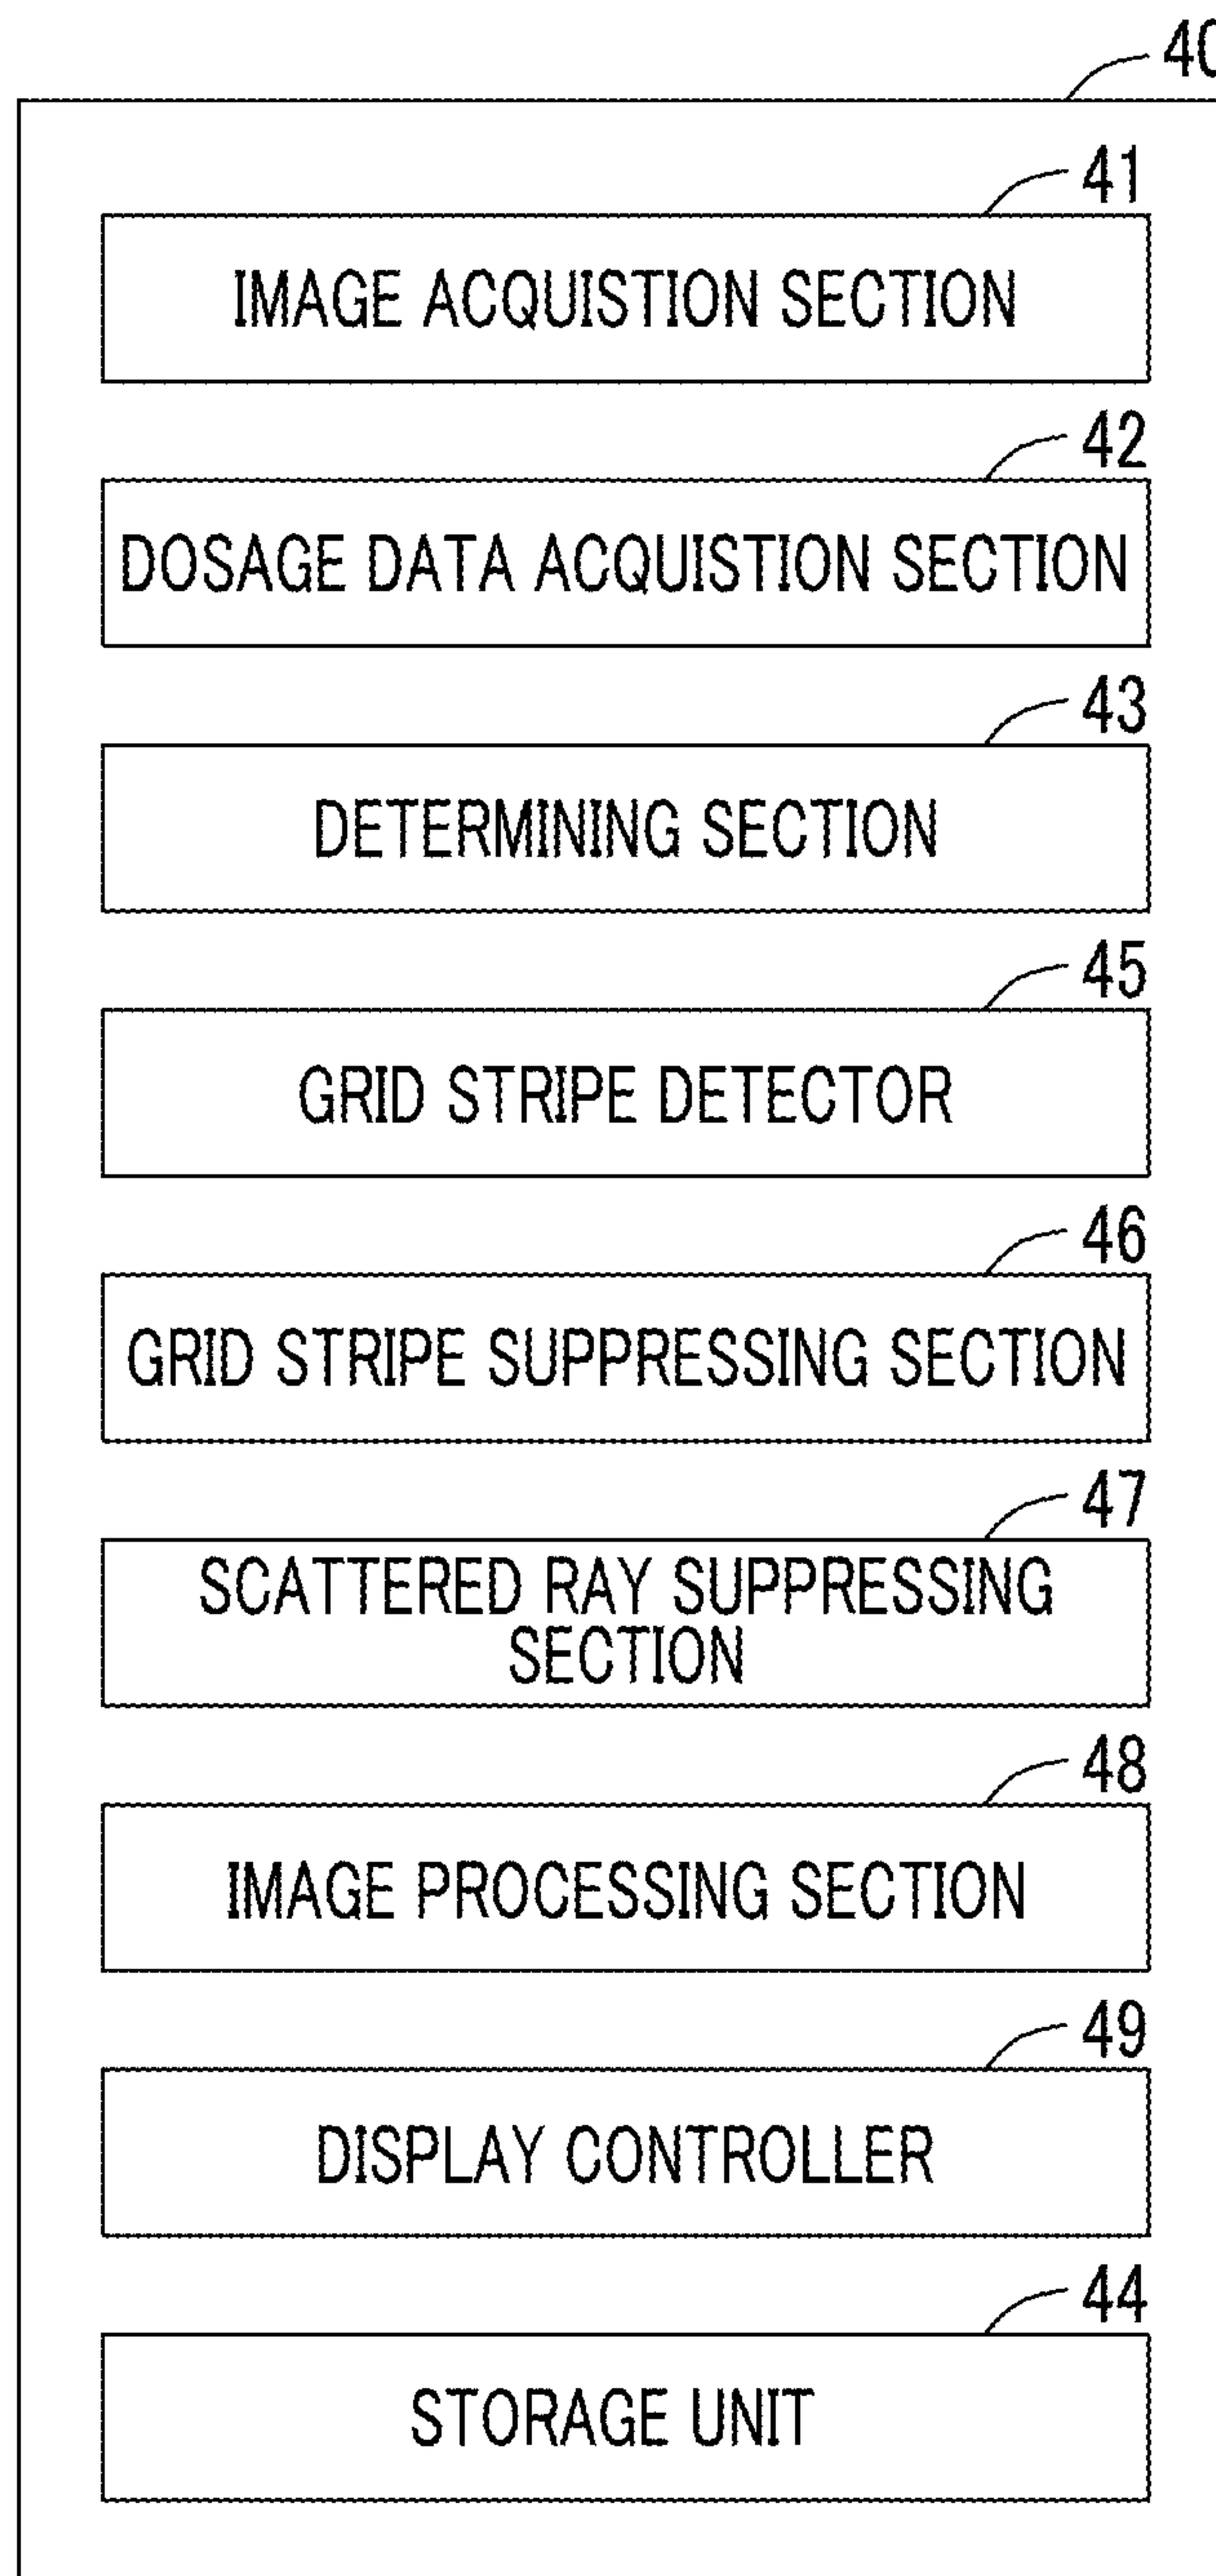 40
41
IMAGE ACQUISTION SECTION
42
DOSAGE DATA ACQUISTION SECTION
43
DETERMINING SECTION
45
GRID STRIPE DETECTOR
46
GRID STRIPE SUPPRESSING SECTION
47
SCATTERED RAY SUPPRESSING
SECTION
48
IMAGE PROCESSING SECTION
49
DISPLAY CONTROLLER
44
STORAGE UNIT